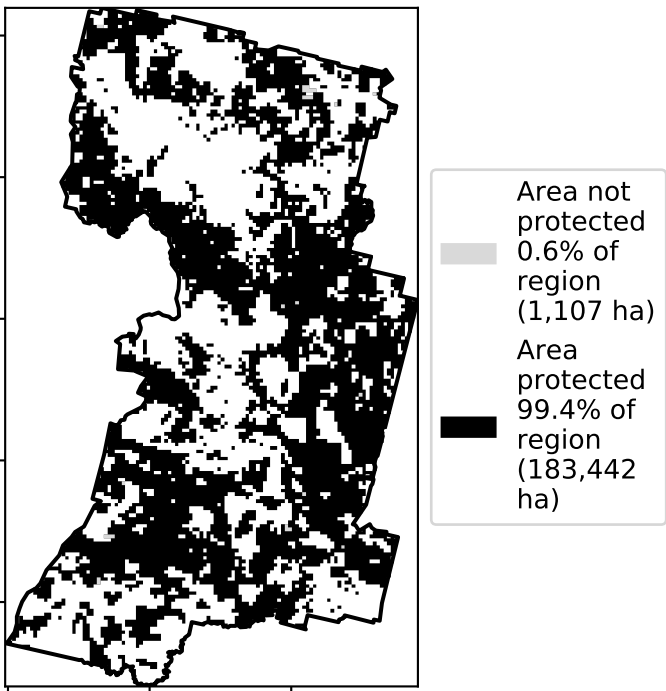 Area not
protected
0.6% of
region
(1,107 ha)
Area
protected
99.4% of
region
(183,442
ha)